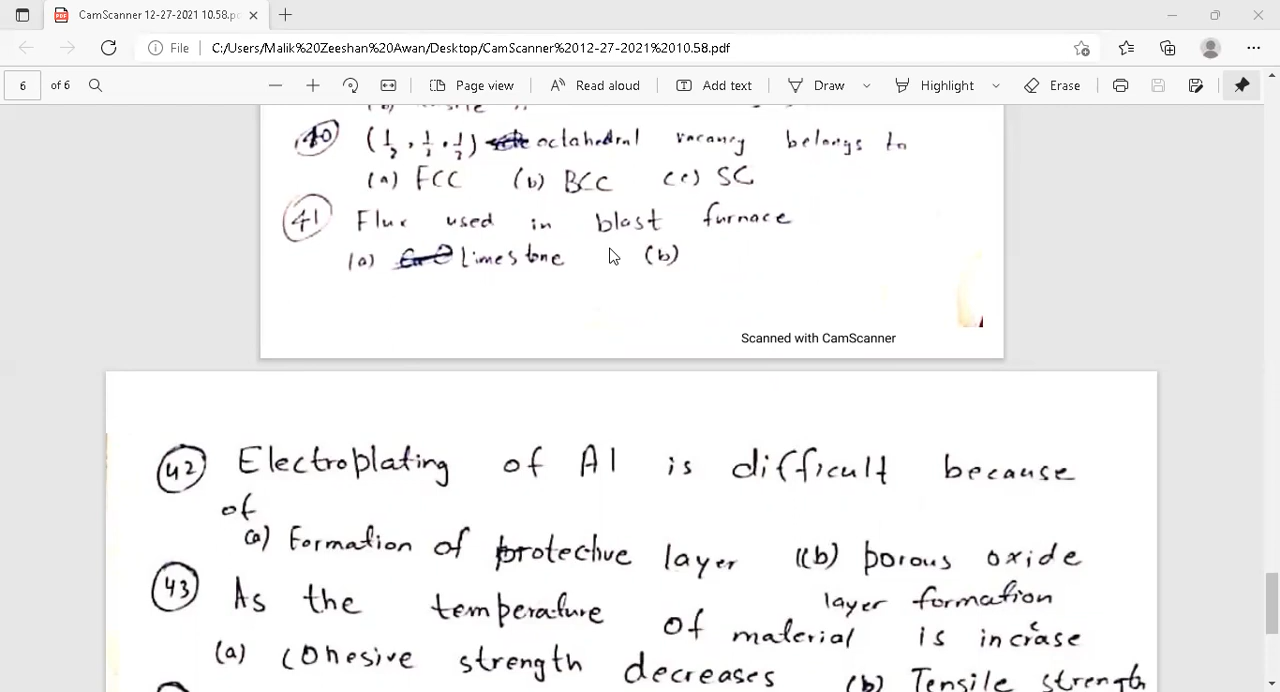 CamScanner 12-27-2021 10.58.pd
File C:/Users/Malik%20Zeeshan%20Awan/Desktop/CamScanner%2012-27-2021%2010.58.pdf
6 of 6 Page view Read aloud Add text Draw Highlight Erase
40 (1/2, 1/2, 1/2) octahedral vacancy belongs to
(a) FCC (b) BCC (c) SC
41 Flux used in blast furnace
(a) Limestone (b)
Scanned with CamScanner
42 Electroplating of Al is difficult because
of
(a) Formation of protective layer (b) porous oxide
layer formation
43 As the temperature of material is increase
(a) cohesive strength decreases (b) Tensile strength